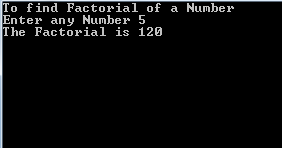 To find Factorial of a Number
Enter any Number 5
The Factorial is 120